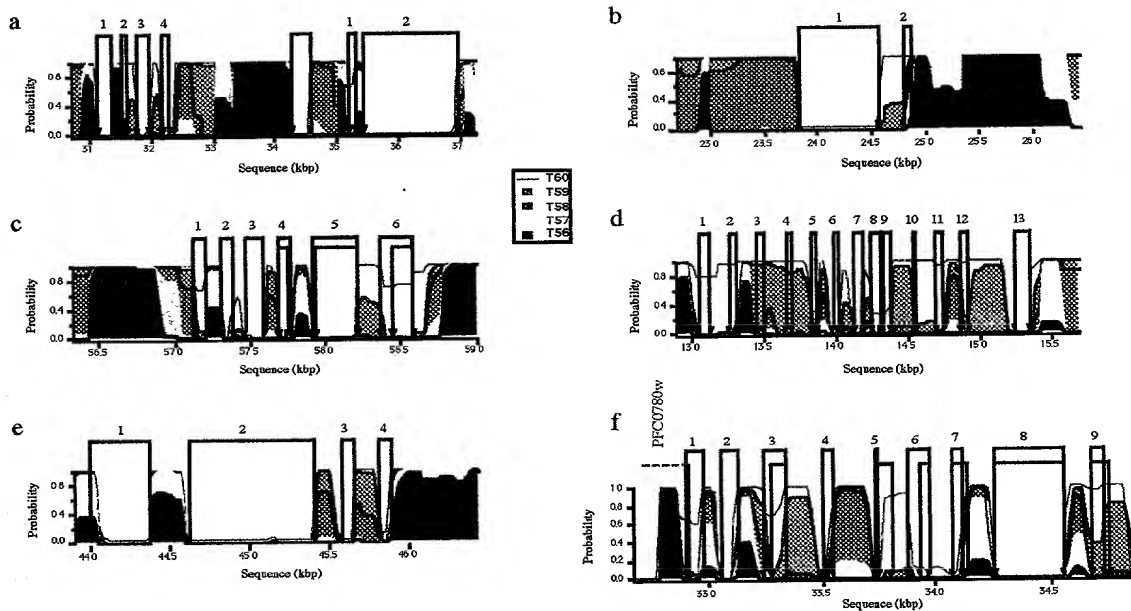 a
1 2 3 4 1 2
Probability
0.8
0.4
0.0
31 32 33 34 35 36 37
Sequence (kbp)
b
1 2
Probability
0.8
0.4
0.0
23.0 23.5 24.0 24.5 25.0 25.5 26.0
Sequence (kbp)
T60
T59
T58
T57
T56
c
1 2 3 4 5 6
Probability
0.8
0.4
0.0
56.5 57.0 57.5 58.0 58.5 59.0
Sequence (kbp)
d
1 2 3 4 5 6 7 8 9 10 11 12 13
Probability
0.8
0.4
0.0
13.0 13.5 14.0 14.5 15.0 15.5
Sequence (kbp)
e
1 2 3 4
Probability
0.8
0.4
0.0
44.0 44.5 45.0 45.5 46.0
Sequence (kbp)
f
PFC0780w
1 2 3 4 5 6 7 8 9
Probability
1.0
0.8
0.6
0.4
0.2
0.0
33.0 33.5 34.0 34.5
Sequence (kbp)